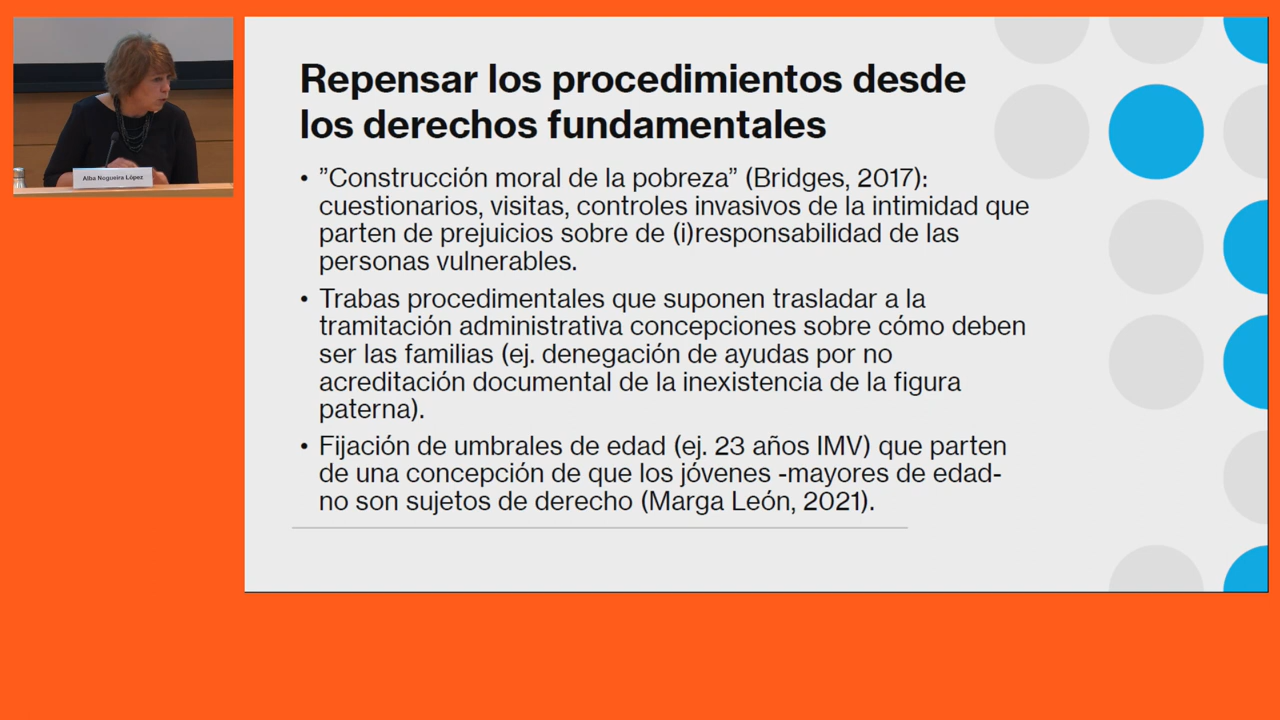 Alba Nogueira López
Repensar los procedimientos desde
los derechos fundamentales
• ”Construcción moral de la pobreza” (Bridges, 2017):
cuestionarios, visitas, controles invasivos de la intimidad que
parten de prejuicios sobre de (i)responsabilidad de las
personas vulnerables.
• Trabas procedimentales que suponen trasladar a la
tramitación administrativa concepciones sobre cómo deben
ser las familias (ej. denegación de ayudas por no
acreditación documental de la inexistencia de la figura
paterna).
• Fijación de umbrales de edad (ej. 23 años IMV) que parten
de una concepción de que los jóvenes -mayores de edad-
no son sujetos de derecho (Marga León, 2021).